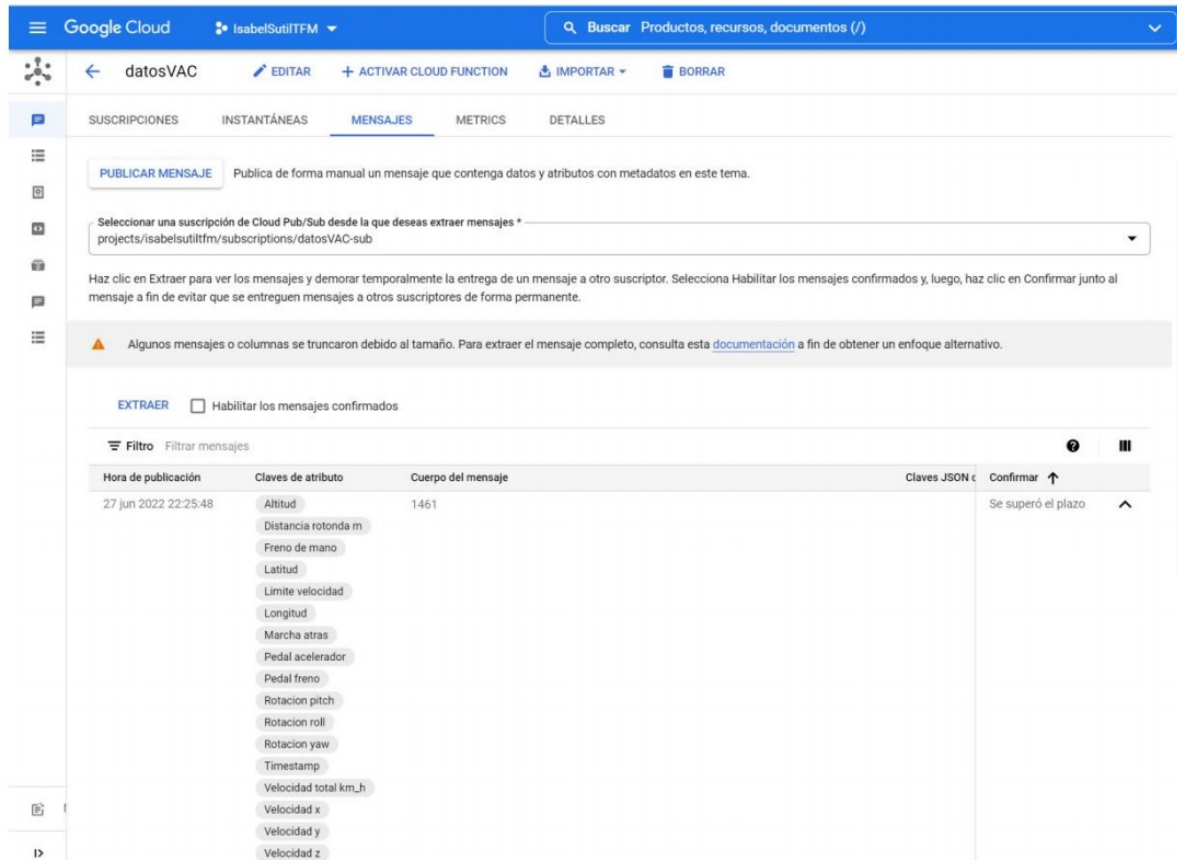 Google Cloud
IsabelSutilTFM
Buscar Productos, recursos, documentos (/)
datosVAC
EDITAR
+ ACTIVAR CLOUD FUNCTION
IMPORTAR
BORRAR
SUSCRIPCIONES
INSTANTÁNEAS
MENSAJES
METRICS
DETALLES
PUBLICAR MENSAJE
Publica de forma manual un mensaje que contenga datos y atributos con metadatos en este tema.
Seleccionar una suscripción de Cloud Pub/Sub desde la que deseas extraer mensajes *
projects/isabelsutiltfm/subscriptions/datosVAC-sub
Haz clic en Extraer para ver los mensajes y demorar temporalmente la entrega de un mensaje a otro suscriptor. Selecciona Habilitar los mensajes confirmados y, luego, haz clic en Confirmar junto al
mensaje a fin de evitar que se entreguen mensajes a otros suscriptores de forma permanente.
Algunos mensajes o columnas se truncaron debido al tamaño. Para extraer el mensaje completo, consulta esta documentación a fin de obtener un enfoque alternativo.
EXTRAER
Habilitar los mensajes confirmados
Filtro Filtrar mensajes
Hora de publicación
Claves de atributo
Cuerpo del mensaje
Claves JSON
Confirmar
27 jun 2022 22:25:48
Altitud
1461
Se superó el plazo
Distancia rotonda m
Freno de mano
Latitud
Limite velocidad
Longitud
Marcha atras
Pedal acelerador
Pedal freno
Rotacion pitch
Rotacion roll
Rotacion yaw
Timestamp
Velocidad total km_h
Velocidad x
Velocidad y
Velocidad z